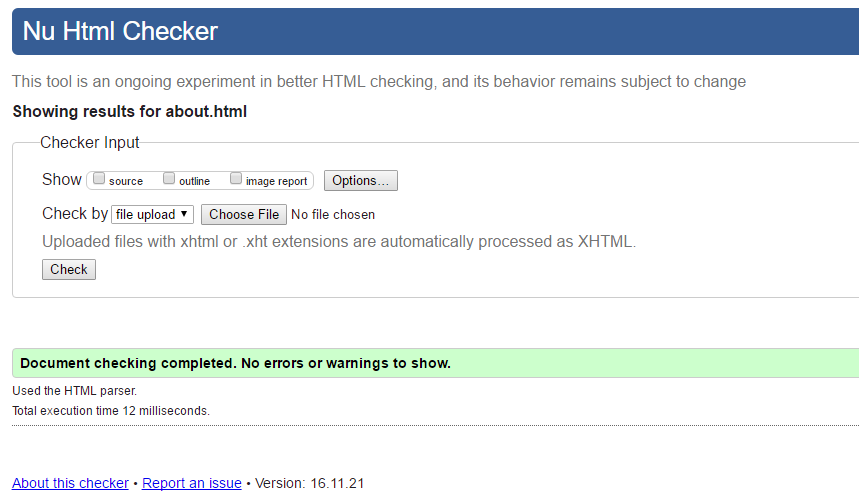 Nu Html Checker
This tool is an ongoing experiment in better HTML checking, and its behavior remains subject to change
Showing results for about.html
Checker Input
Show source outline image report Options...
Check by file upload Choose File No file chosen
Uploaded files with xhtml or .xht extensions are automatically processed as XHTML.
Check
Document checking completed. No errors or warnings to show.
Used the HTML parser.
Total execution time 12 milliseconds.
About this checker • Report an issue • Version: 16.11.21